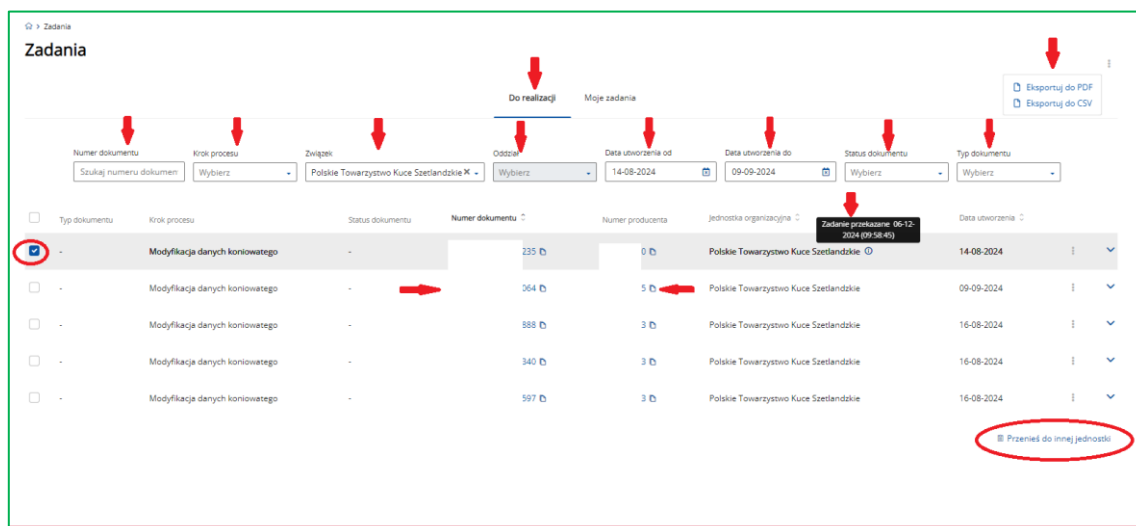 > Zadania
Zadania
Do realizacji Moje zadania
Eksportuj do PDF
Eksportuj do CSV
Numer dokumentu Krok procesu Związek Oddział Data utworzenia od Data utworzenia do Status dokumentu Typ dokumentu
Szukaj numeru dokumen Wybierz Polskie Towarzystwo Kuce Szetlandzkie Wybierz 14-08-2024 09-09-2024 Wybierz Wybierz
Typ dokumentu Krok procesu Status dokumentu Numer dokumentu Numer producenta Jednostka organizacyjna Data utworzenia
Zadanie przekazane 06-12-
2024 (09:58:45)
- Modyfikacja danych koniowatego - 235 0 Polskie Towarzystwo Kuce Szetlandzkie 14-08-2024
- Modyfikacja danych koniowatego - 064 5 Polskie Towarzystwo Kuce Szetlandzkie 09-09-2024
- Modyfikacja danych koniowatego - 888 3 Polskie Towarzystwo Kuce Szetlandzkie 16-08-2024
- Modyfikacja danych koniowatego - 340 3 Polskie Towarzystwo Kuce Szetlandzkie 16-08-2024
- Modyfikacja danych koniowatego - 597 3 Polskie Towarzystwo Kuce Szetlandzkie 16-08-2024
Przenieś do innej jednostki